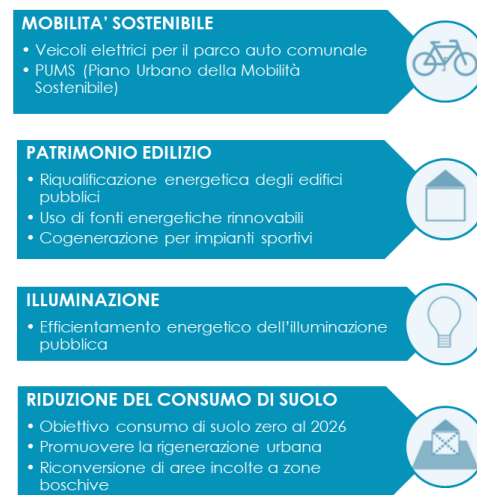 MOBILITA' SOSTENIBILE
• Veicoli elettrici per il parco auto comunale
• PUMS (Piano Urbano della Mobilità
Sostenibile)
PATRIMONIO EDILIZIO
• Riqualificazione energetica degli edifici
pubblici
• Uso di fonti energetiche rinnovabili
• Cogenerazione per impianti sportivi
ILLUMINAZIONE
• Efficientamento energetico dell'illuminazione
pubblica
RIDUZIONE DEL CONSUMO DI SUOLO
• Obiettivo consumo di suolo zero al 2026
• Promuovere la rigenerazione urbana
• Riconversione di aree incolte a zone
boschive